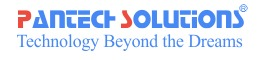 PANTECH SOLUTIONS®
Technology Beyond the Dreams